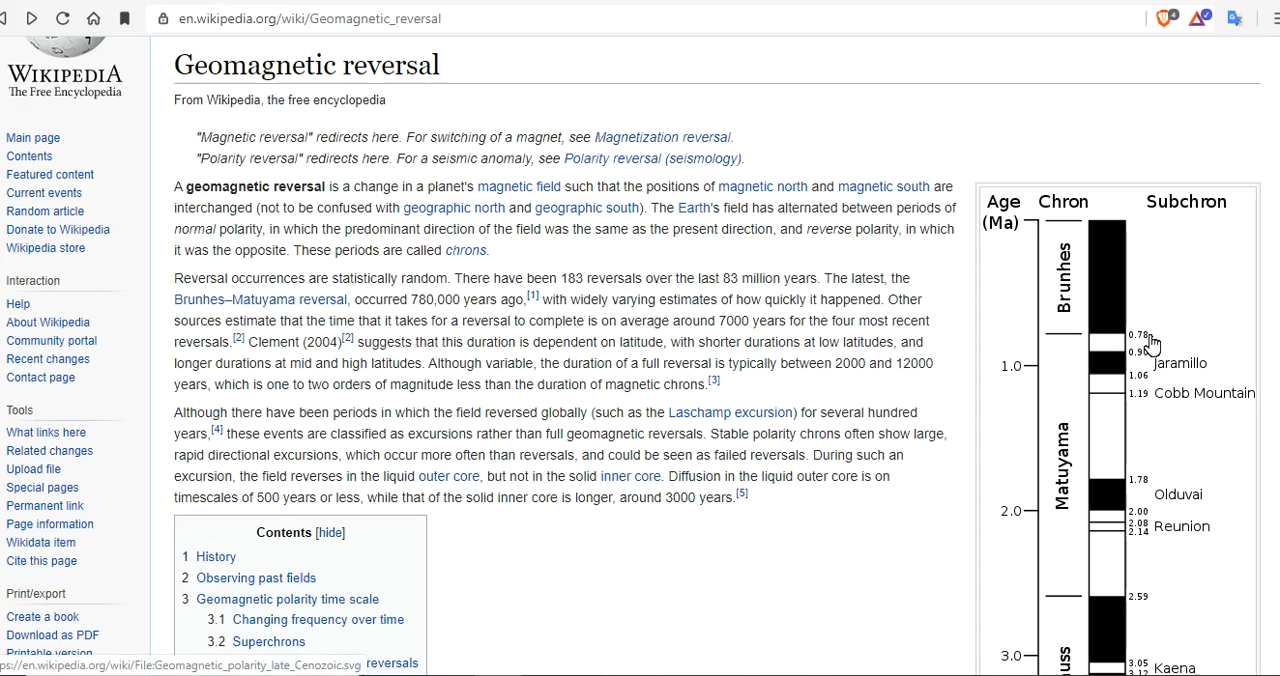 en.wikipedia.org/wiki/Geomagnetic_reversal
4
WIKIPEDIA
The Free Encyclopedia
Main page
Contents
Featured content
Current events
Random article
Donate to Wikipedia
Wikipedia store
Interaction
Help
About Wikipedia
Community portal
Recent changes
Contact page
Tools
What links here
Related changes
Upload file
Special pages
Permanent link
Page information
Wikidata item
Cite this page
Print/export
Create a book
Download as PDF
Printable version
Geomagnetic reversal
From Wikipedia, the free encyclopedia
"Magnetic reversal" redirects here. For switching of a magnet, see Magnetization reversal.
"Polarity reversal" redirects here. For a seismic anomaly, see Polarity reversal (seismology).
A geomagnetic reversal is a change in a planet's magnetic field such that the positions of magnetic north and magnetic south are
interchanged (not to be confused with geographic north and geographic south). The Earth's field has alternated between periods of
normal polarity, in which the predominant direction of the field was the same as the present direction, and reverse polarity, in which
it was the opposite. These periods are called chrons.
Reversal occurrences are statistically random. There have been 183 reversals over the last 83 million years. The latest, the
Brunhes–Matuyama reversal, occurred 780,000 years ago,[1] with widely varying estimates of how quickly it happened. Other
sources estimate that the time that it takes for a reversal to complete is on average around 7000 years for the four most recent
reversals.[2] Clement (2004)[2] suggests that this duration is dependent on latitude, with shorter durations at low latitudes, and
longer durations at mid and high latitudes. Although variable, the duration of a full reversal is typically between 2000 and 12000
years, which is one to two orders of magnitude less than the duration of magnetic chrons.[3]
Although there have been periods in which the field reversed globally (such as the Laschamp excursion) for several hundred
years,[4] these events are classified as excursions rather than full geomagnetic reversals. Stable polarity chrons often show large,
rapid directional excursions, which occur more often than reversals, and could be seen as failed reversals. During such an
excursion, the field reverses in the liquid outer core, but not in the solid inner core. Diffusion in the liquid outer core is on
timescales of 500 years or less, while that of the solid inner core is longer, around 3000 years.[5]
Contents [hide]
1 History
2 Observing past fields
3 Geomagnetic polarity time scale
3.1 Changing frequency over time
3.2 Superchrons
reversals
ps://en.wikipedia.org/wiki/File:Geomagnetic_polarity_late_Cenozoic.svg
Age Chron Subchron
(Ma)
Brunhes
0.78
0.90
1.0
Jaramillo
1.06
1.19 Cobb Mountain
Matuyama
1.78
Olduvai
2.0
2.00
2.08
Reunion
2.14
2.59
uss
3.0
3.05 Kaena
3.12